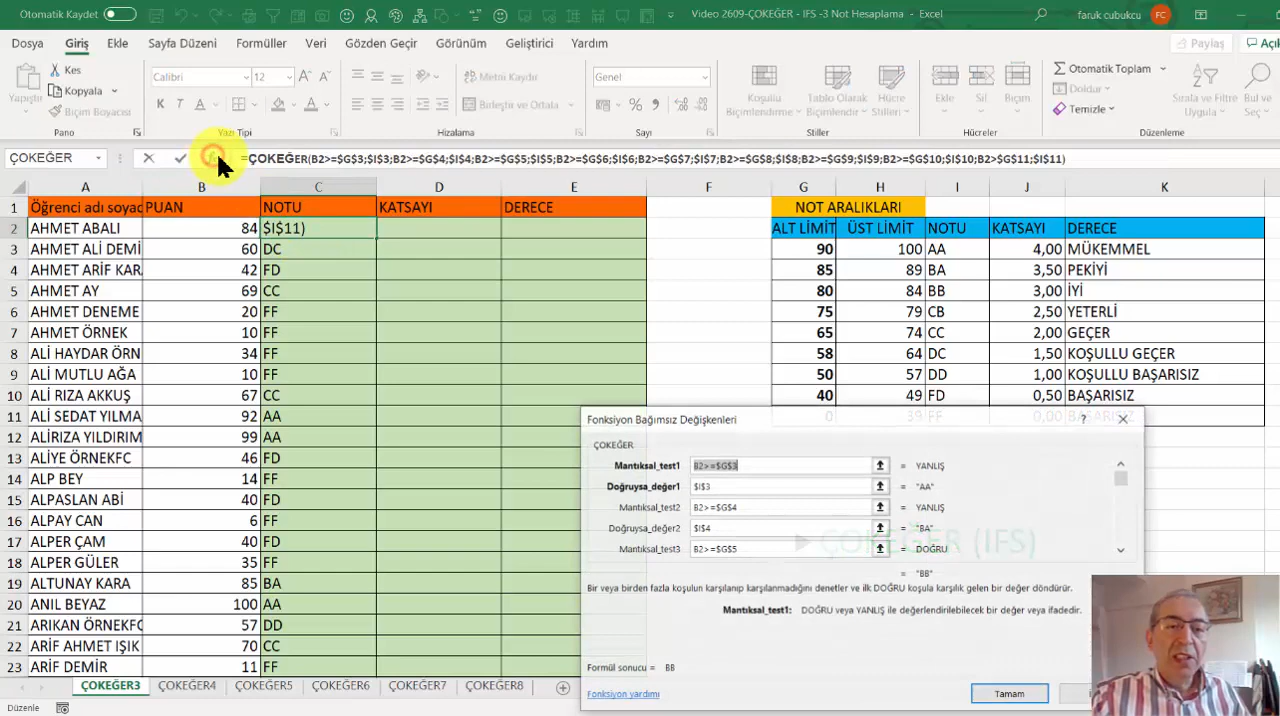 Otomatik Kaydet
Video 2609-ÇOKEĞER - IFS -3 Not Hesaplama - Excel
faruk cubukcu
FC
Dosya Giriş Ekle Sayfa Düzeni Formüller Veri Gözden Geçir Görünüm Geliştirici Yardım
Paylaş
Yapıştır
Kes
Kopyala
Biçim Boyacısı
Pano
Calibri 12
K T A
Yazı Tipi
Metni Kaydır
Birleştir ve Ortala
Hizalama
Genel
Sayı
Koşullu Biçimlendirme
Tablo Olarak Biçimlendir
Hücre Stilleri
Stiller
Ekle Sil Biçim
Hücreler
Otomatik Toplam
Doldur
Temizle
Sırala ve Filtre Uygula
Bul ve
Düzenleme
ÇOKEĞER
=ÇOKEĞER(B2>=$G$3;$I$3;B2>=$G$4;$I$4;B2>=$G$5;$I$5;B2>=$G$6;$I$6;B2>=$G$7;$I$7;B2>=$G$8;$I$8;B2>=$G$9;$I$9;B2>=$G$10;$I$10;B2>$G$11;$I$11)
A B C D E F G H I J K
1 Öğrenci adı soyad PUAN NOTU KATSAYI DERECE NOT ARALIKLARI
2 AHMET ABALI 84 $I$11) ALT LİMİT ÜST LİMİT NOTU KATSAYI DERECE
3 AHMET ALİ DEMİ 60 DC 90 100 AA 4,00 MÜKEMMEL
4 AHMET ARİF KAR 42 FD 85 89 BA 3,50 PEKİYİ
5 AHMET AY 69 CC 80 84 BB 3,00 İYİ
6 AHMET DENEME 20 FF 75 79 CB 2,50 YETERLİ
7 AHMET ÖRNEK 10 FF 65 74 CC 2,00 GEÇER
8 ALİ HAYDAR ÖRN 34 FF 58 64 DC 1,50 KOŞULLU GEÇER
9 ALİ MUTLU AĞA 10 FF 50 57 DD 1,00 KOŞULLU BAŞARISIZ
10 ALİ RIZA AKKUŞ 67 CC 40 49 FD 0,50 BAŞARISIZ
11 ALİ SEDAT YILMA 92 AA 0 39 FF 0,00 BAŞARISIZ
12 ALİRIZA YILDIRIM 99 AA
13 ALİYE ÖRNEKFC 46 FD
14 ALP BEY 14 FF
15 ALPASLAN ABİ 40 FD
16 ALPAY CAN 6 FF
17 ALPER ÇAM 40 FD
18 ALPER GÜLER 35 FF
19 ALTUNAY KARA 85 BA
20 ANIL BEYAZ 100 AA
21 ARIKAN ÖRNEKFC 57 DD
22 ARİF AHMET IŞIK 70 CC
23 ARİF DEMİR 11 FF
Fonksiyon Bağımsız Değişkenleri ?
ÇOKEĞER
Mantıksal_test1 B2>=$G$3 = YANLIŞ
Doğruysa_değer1 $I$3 = "AA"
Mantıksal_test2 B2>=$G$4 = YANLIŞ
Doğruysa_değer2 $I$4 = "BA"
Mantıksal_test3 B2>=$G$5 = DOĞRU
= "BB"
ÇOKEĞER (IFS)
Bir veya birden fazla koşulun karşılanıp karşılanmadığını denetler ve ilk DOĞRU koşula karşılık gelen bir değer döndürür.
Mantıksal_test1: DOĞRU veya YANLIŞ ile değerlendirilebilecek bir değer veya ifadedir.
Formül sonucu = BB
Fonksiyon yardımı
Tamam
ÇOKEĞER3 ÇOKEĞER4 ÇOKEĞER5 ÇOKEĞER6 ÇOKEĞER7 ÇOKEĞER8
Düzenle